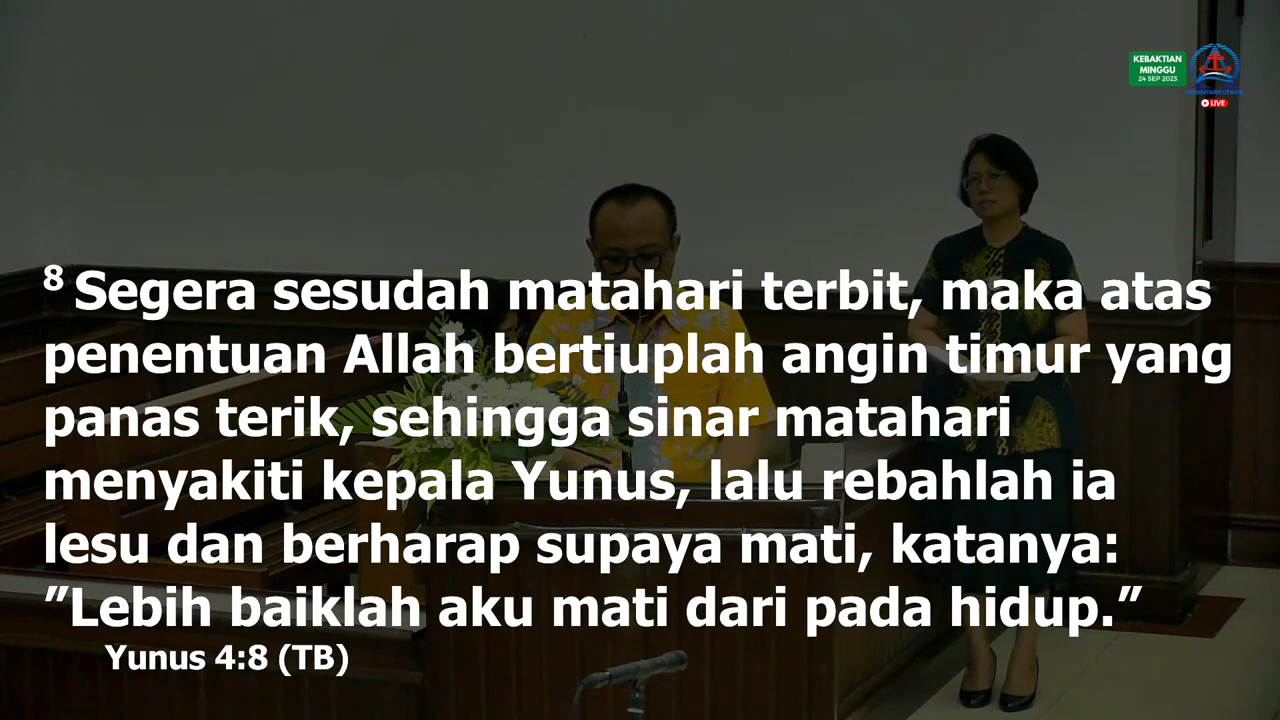 KEBAKTIAN
MINGGU
24 SEP 2023
LIVE
8 Segera sesudah matahari terbit, maka atas
penentuan Allah bertiuplah angin timur yang
panas terik, sehingga sinar matahari
menyakiti kepala Yunus, lalu rebahlah ia
lesu dan berharap supaya mati, katanya:
”Lebih baiklah aku mati dari pada hidup.”
Yunus 4:8 (TB)